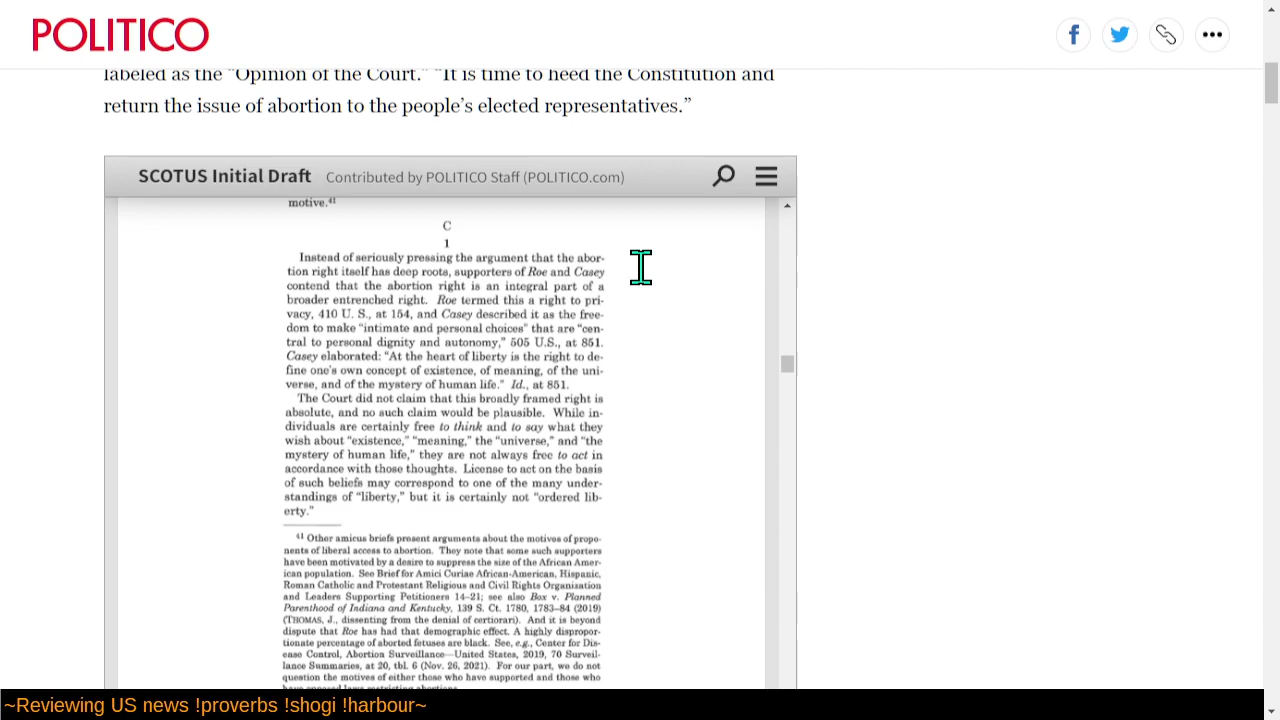 POLITICO
labeled as the “Opinion of the Court.” “It is time to heed the Constitution and
return the issue of abortion to the people’s elected representatives.”
SCOTUS Initial Draft Contributed by POLITICO Staff (POLITICO.com)
motive.⁴¹
C
1
Instead of seriously pressing the argument that the abor-
tion right itself has deep roots, supporters of Roe and Casey
contend that the abortion right is an integral part of a
broader entrenched right. Roe termed this a right to pri-
vacy, 410 U. S., at 154, and Casey described it as the free-
dom to make “intimate and personal choices” that are “cen-
tral to personal dignity and autonomy,” 505 U.S., at 851.
Casey elaborated: “At the heart of liberty is the right to de-
fine one’s own concept of existence, of meaning, of the uni-
verse, and of the mystery of human life.” Id., at 851.
The Court did not claim that this broadly framed right is
absolute, and no such claim would be plausible. While in-
dividuals are certainly free to think and to say what they
wish about “existence,” “meaning,” the “universe,” and “the
mystery of human life,” they are not always free to act in
accordance with those thoughts. License to act on the basis
of such beliefs may correspond to one of the many under-
standings of “liberty,” but it is certainly not “ordered lib-
erty.”
⁴¹ Other amicus briefs present arguments about the motives of propo-
nents of liberal access to abortion. They note that some such supporters
have been motivated by a desire to suppress the size of the African Amer-
ican population. See Brief for Amici Curiae African-American, Hispanic,
Roman Catholic and Protestant Religious and Civil Rights Organization
and Leaders Supporting Petitioners 14–21; see also Box v. Planned
Parenthood of Indiana and Kentucky, 139 S. Ct. 1780, 1783–84 (2019)
(THOMAS, J., dissenting from the denial of certiorari). And it is beyond
dispute that Roe has had that demographic effect. A highly dispropor-
tionate percentage of aborted fetuses are black. See, e.g., Center for Dis-
ease Control, Abortion Surveillance—United States, 2019, 70 Surveil-
lance Summaries, at 20, tbl. 6 (Nov. 26, 2021). For our part, we do not
question the motives of either those who have supported and those who
have opposed laws restricting abortions.
~Reviewing US news !proverbs !shogi !harbour~